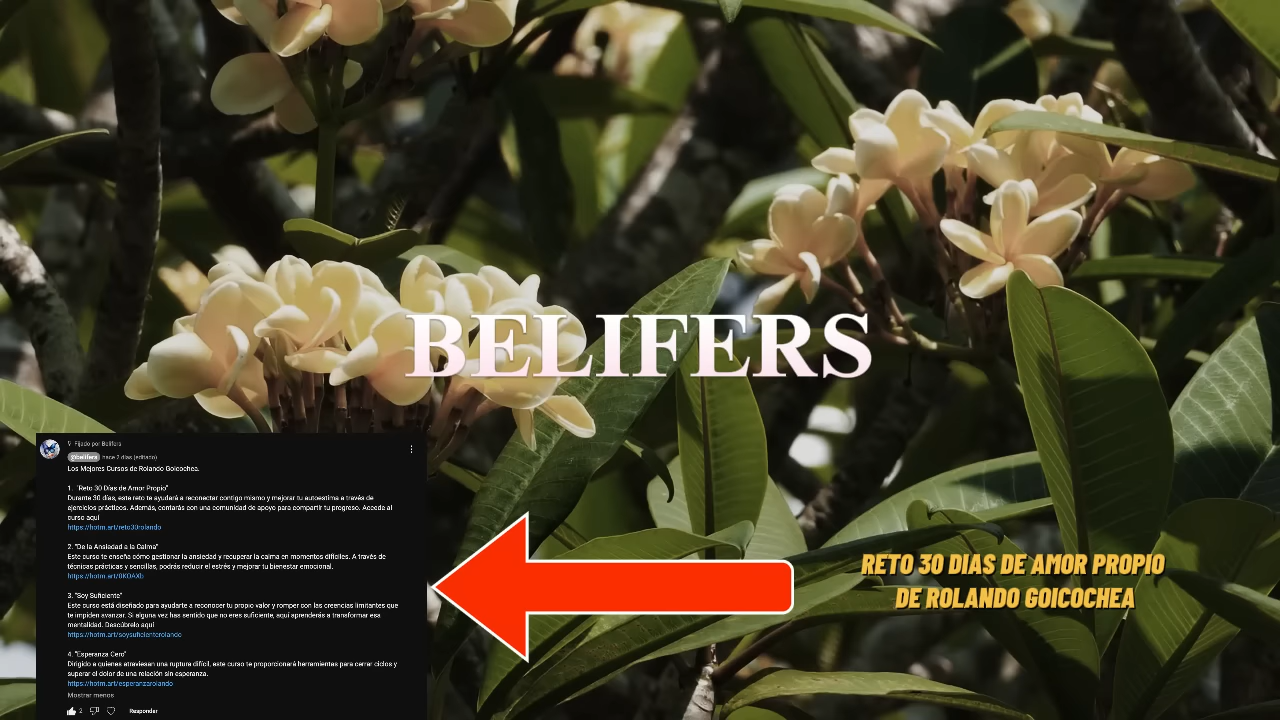 BELIFERS
Fijado por Belifers
@belifers hace 2 días (editado)
Los Mejores Cursos de Rolando Goicochea.
1. "Reto 30 Días de Amor Propio"
Durante 30 días, este reto te ayudará a reconectar contigo mismo y mejorar tu autoestima a través de
ejercicios prácticos. Además, contarás con una comunidad de apoyo para compartir tu progreso. Accede al
curso aquí
https://hotm.art/reto30rolando
2. "De la Ansiedad a la Calma"
Este curso te enseña cómo gestionar la ansiedad y recuperar la calma en momentos difíciles. A través de
técnicas prácticas y sencillas, podrás reducir el estrés y mejorar tu bienestar emocional.
https://hotm.art/0KOAXb
3. "Soy Suficiente"
Este curso está diseñado para ayudarte a reconocer tu propio valor y romper con las creencias limitantes que
te impiden avanzar. Si alguna vez has sentido que no eres suficiente, aquí aprenderás a transformar esa
mentalidad. Descúbrelo aquí
https://hotm.art/soysuficienterolando
4. "Esperanza Cero"
Dirigido a quienes atraviesan una ruptura difícil, este curso te proporcionará herramientas para cerrar ciclos y
superar el dolor de una relación sin esperanza.
https://hotm.art/esperanzarolando
Mostrar menos
2 Responder
RETO 30 DIAS DE AMOR PROPIO
DE ROLANDO GOICOCHEA